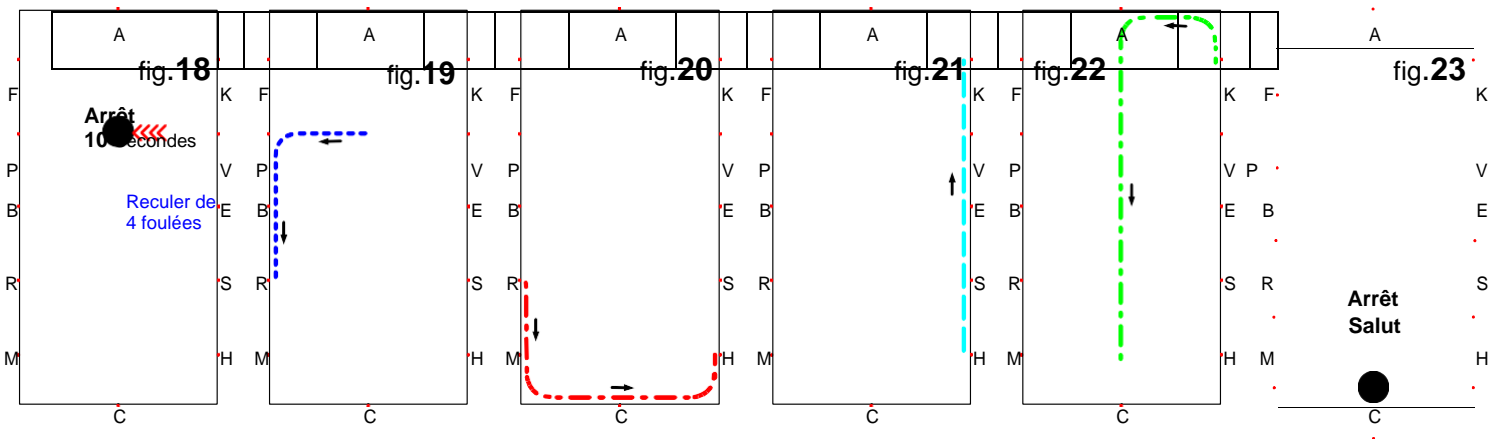 A A A A A A
fig.18 fig.19 fig.20 fig.21 fig.22 fig.23
F K F K F K F K F K F K
Arrêt
10 secondes
P V P V P V P V P V P V
Reculer de
4 foulées
B E B E B E B E B E B E
R S R S R S R S R S R S
Arrêt
Salut
M H M H M H M H M H M H
C C C C C C